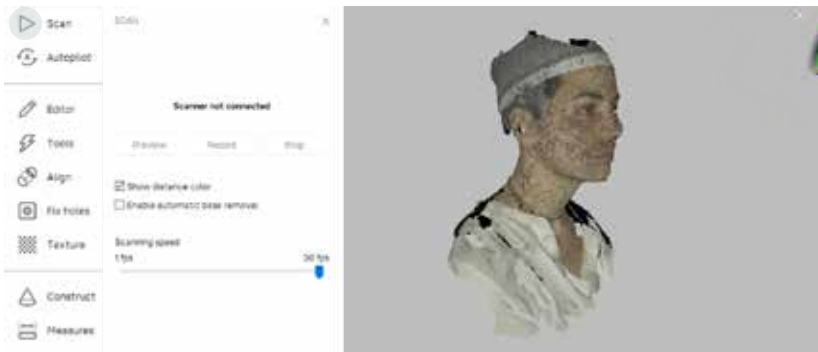 Scan
Autopilot
Editor
Tools
Align
Fix holes
Texture
Construct
Measures
Scan
Scanner not connected
Preview
Record
Stop
Show distance color
Enable automatic base removal
Scanning speed
1 fps
30 fps